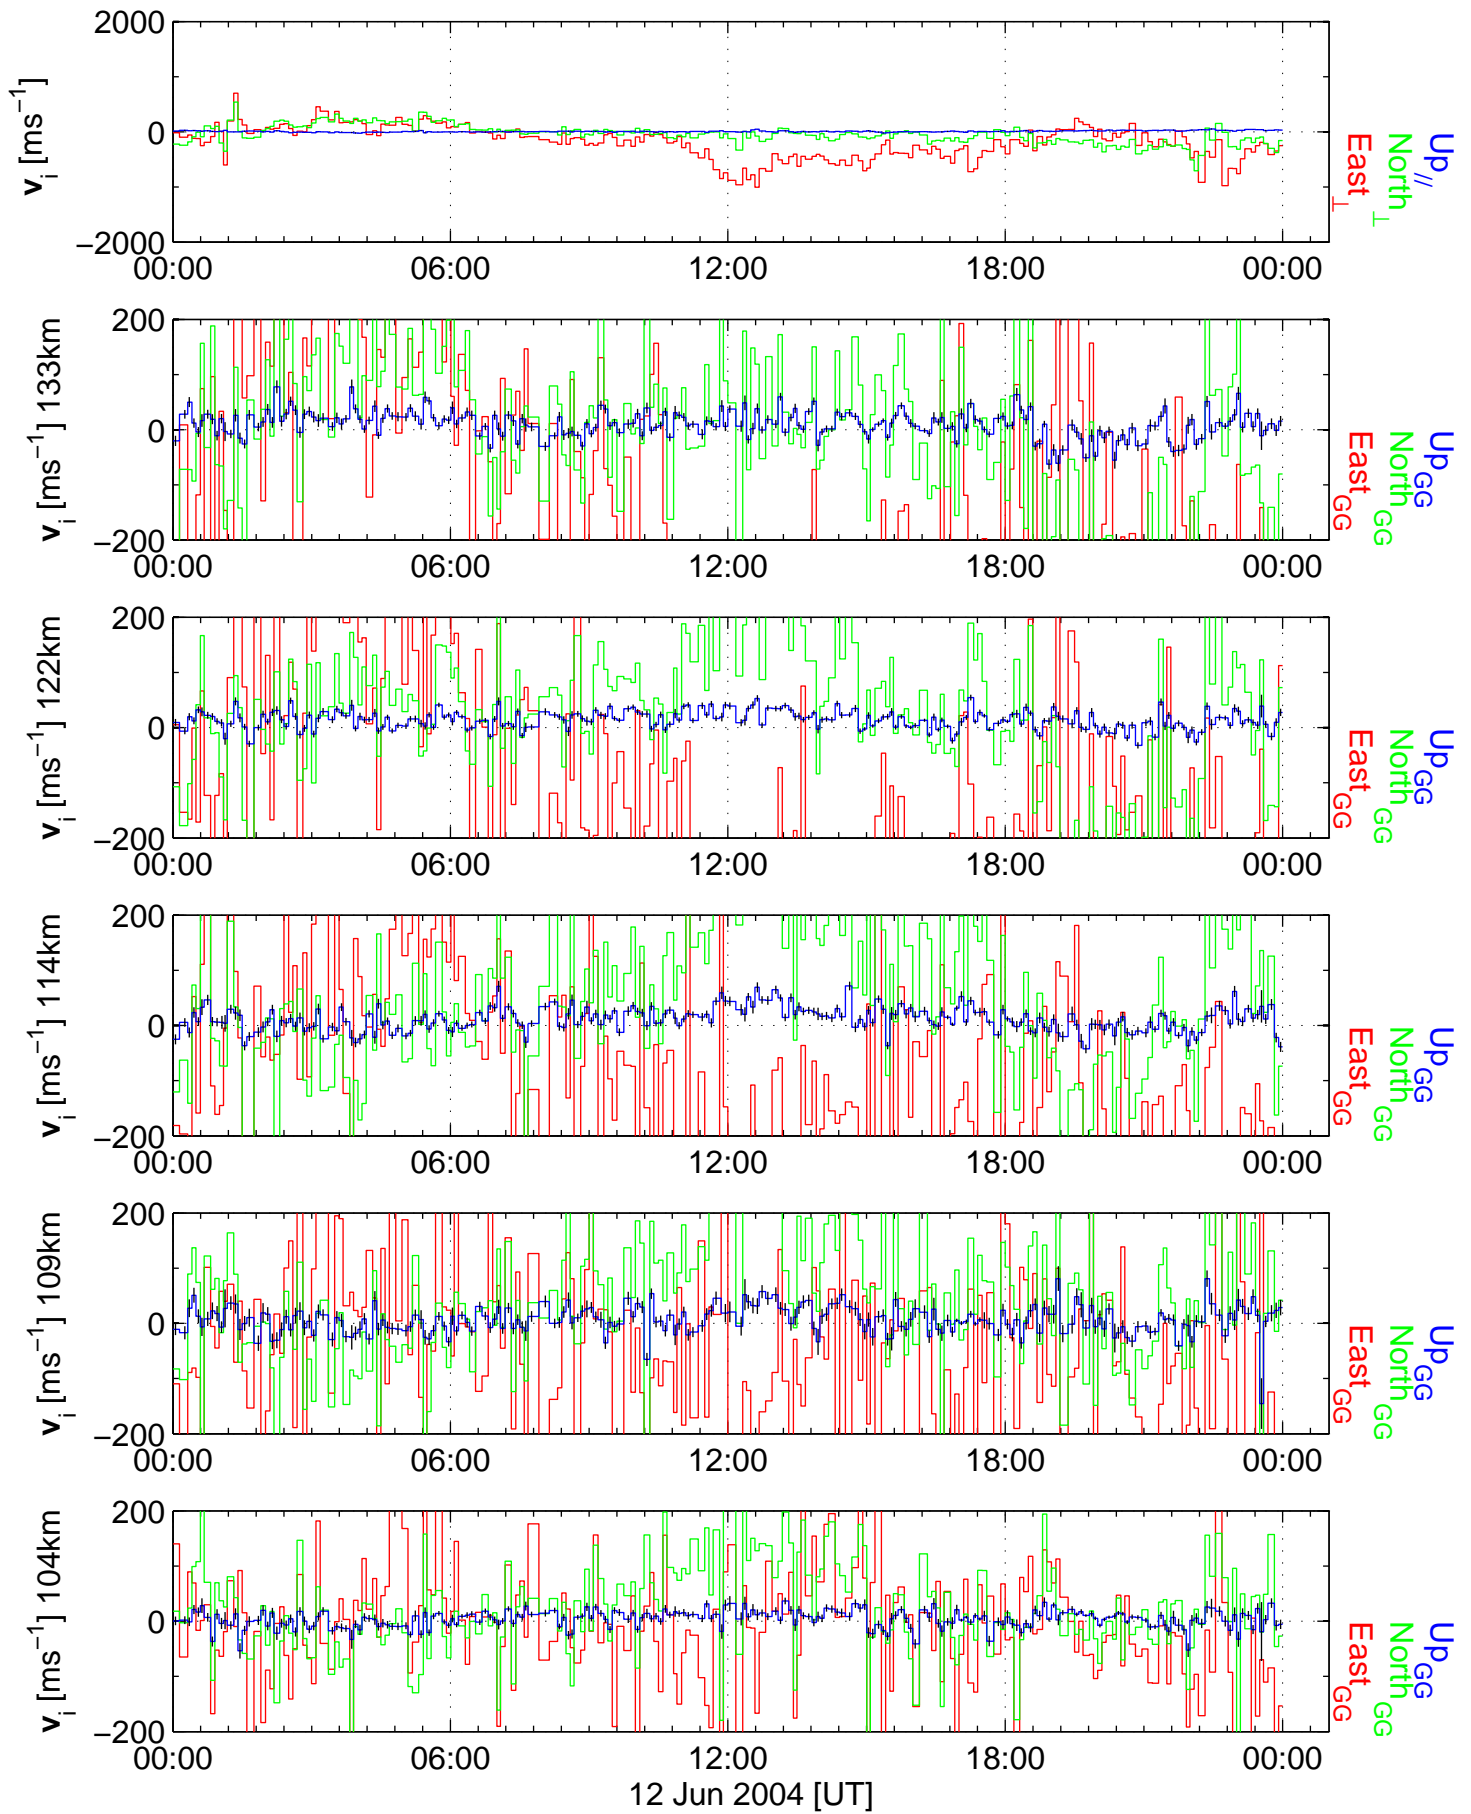 2000
0
−2000
v_i [ms^−1]
00:00 06:00 12:00 18:00 00:00
Up_//
North_⊥
East_⊥
200
0
−200
v_i [ms^−1] 133km
00:00 06:00 12:00 18:00 00:00
Up_GG
North_GG
East_GG
200
0
−200
v_i [ms^−1] 122km
00:00 06:00 12:00 18:00 00:00
Up_GG
North_GG
East_GG
200
0
−200
v_i [ms^−1] 114km
00:00 06:00 12:00 18:00 00:00
Up_GG
North_GG
East_GG
200
0
−200
v_i [ms^−1] 109km
00:00 06:00 12:00 18:00 00:00
Up_GG
North_GG
East_GG
200
0
−200
v_i [ms^−1] 104km
00:00 06:00 12:00 18:00 00:00
Up_GG
North_GG
East_GG
12 Jun 2004 [UT]